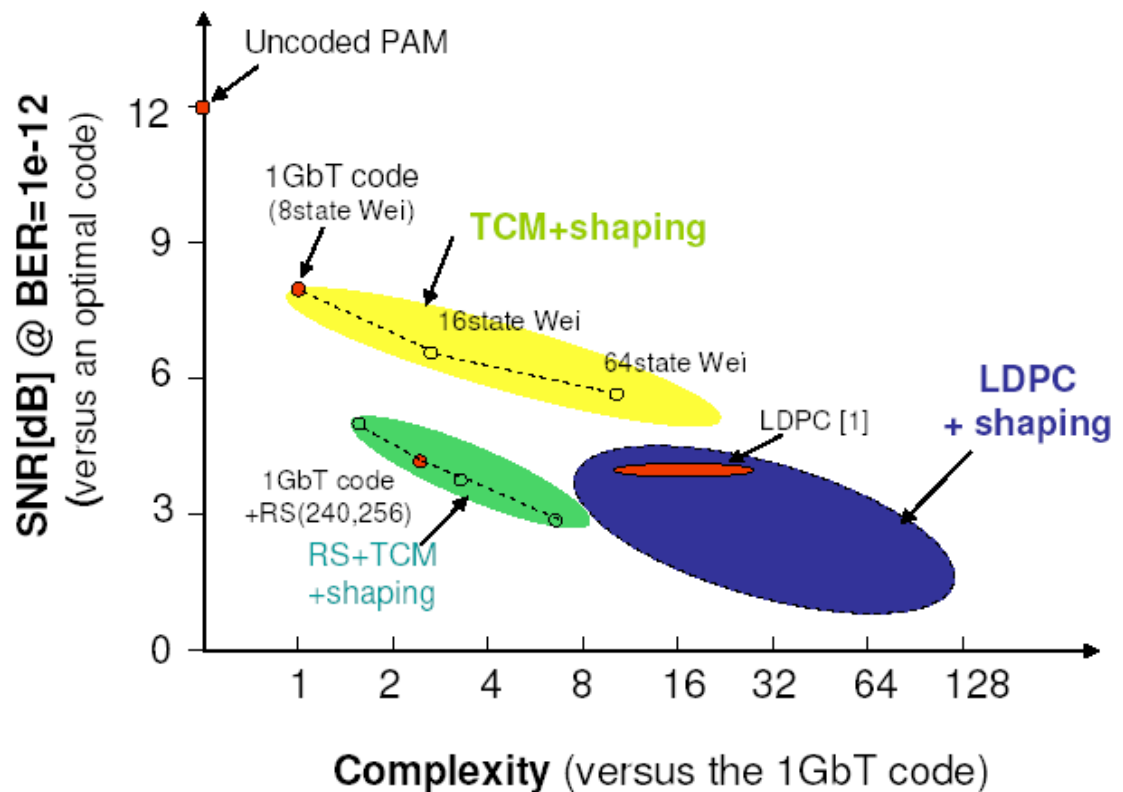 Uncoded PAM
SNR[dB] @ BER=1e-12
(versus an optimal code)
12
9
6
3
0
1GbT code
(8state Wei)
TCM+shaping
16state Wei
64state Wei
LDPC
+ shaping
LDPC [1]
1GbT code
+RS(240,256)
RS+TCM
+shaping
1 2 4 8 16 32 64 128
Complexity (versus the 1GbT code)